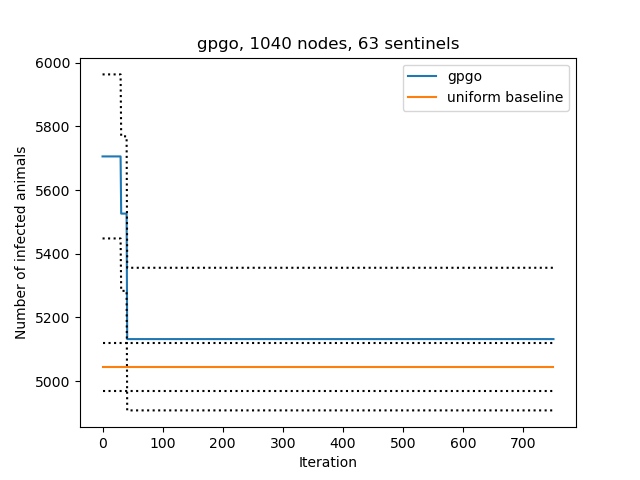 gpgo, 1040 nodes, 63 sentinels
gpgo
uniform baseline
Number of infected animals
6000
5800
5600
5400
5200
5000
0 100 200 300 400 500 600 700
Iteration